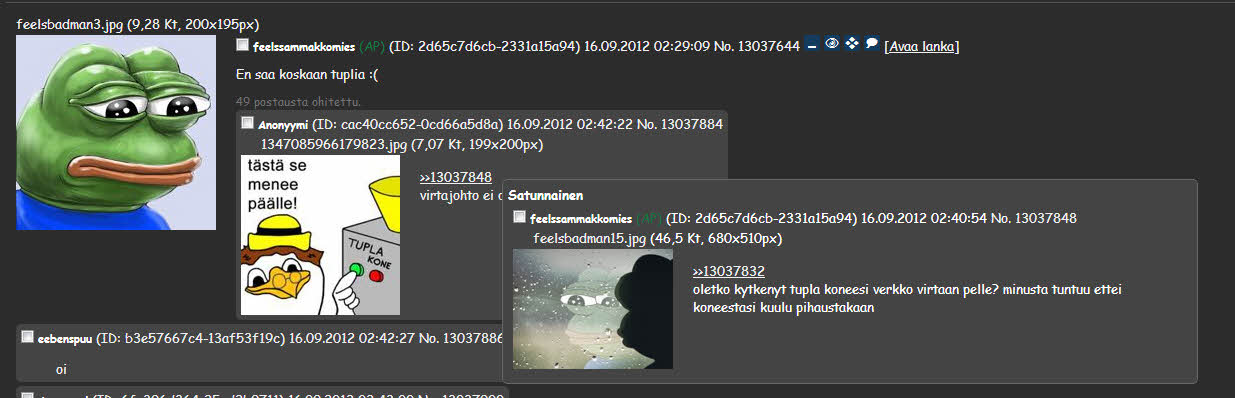 feelsbadman3.jpg (9,28 Kt, 200x195px)
feelssammakkomies (AP) (ID: 2d65c7d6cb-2331a15a94) 16.09.2012 02:29:09 No. 13037644 [Avaa lanka]
En saa koskaan tuplia :(
49 postausta ohitettu.
Anonyymi (ID: cac40cc652-0cd66a5d8a) 16.09.2012 02:42:22 No. 13037884
1347085966179823.jpg (7,07 Kt, 199x200px)
tästä se
menee
päälle!
TUPLA
KONE
>>13037848
virtajohto ei
Satunnainen
feelssammakkomies (AP) (ID: 2d65c7d6cb-2331a15a94) 16.09.2012 02:40:54 No. 13037848
feelsbadman15.jpg (46,5 Kt, 680x510px)
>>13037832
oletko kytkenyt tupla koneesi verkko virtaan pelle? minusta tuntuu ettei
koneestasi kuulu pihaustakaan
eebenspuu (ID: b3e57667c4-13af53f19c) 16.09.2012 02:42:27 No. 13037886
oi